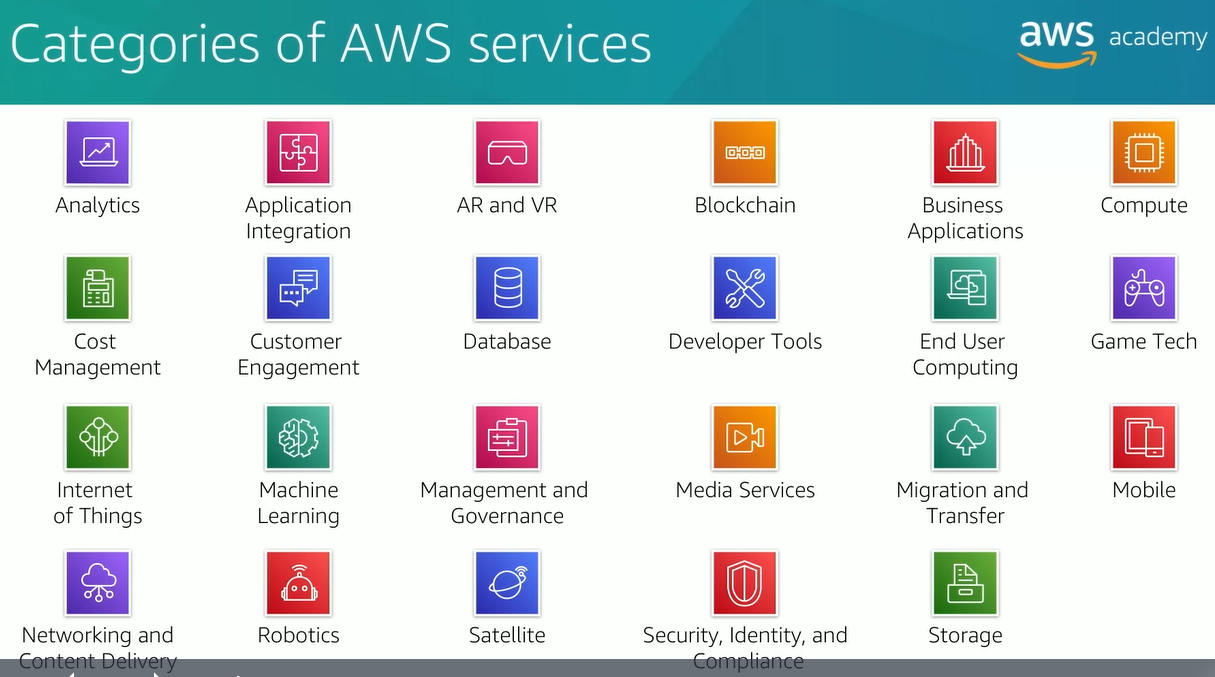 Categories of AWS services
aws academy
Analytics
Application
Integration
AR and VR
Blockchain
Business
Applications
Compute
Cost
Management
Customer
Engagement
Database
Developer Tools
End User
Computing
Game Tech
Internet
of Things
Machine
Learning
Management and
Governance
Media Services
Migration and
Transfer
Mobile
Networking and
Content Delivery
Robotics
Satellite
Security, Identity, and
Compliance
Storage